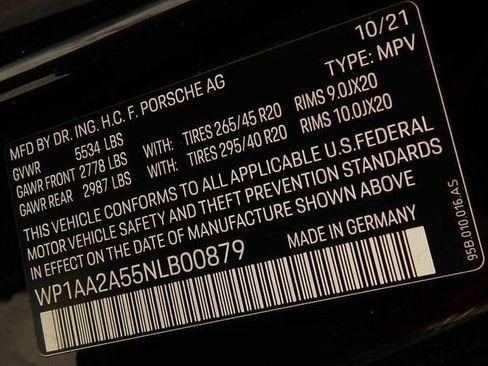 10/21
MFD BY DR. ING. H.C. F. PORSCHE AG TYPE: MPV
GVWR 5534 LBS
GAWR FRONT 2778 LBS WITH: TIRES 265/45 R20 RIMS 9.0JX20
GAWR REAR 2987 LBS WITH: TIRES 295/40 R20 RIMS 10.0JX20
THIS VEHICLE CONFORMS TO ALL APPLICABLE U.S.FEDERAL
MOTOR VEHICLE SAFETY AND THEFT PREVENTION STANDARDS
IN EFFECT ON THE DATE OF MANUFACTURE SHOWN ABOVE
WP1AA2A55NLB00879 MADE IN GERMANY
95B.010.016.AS